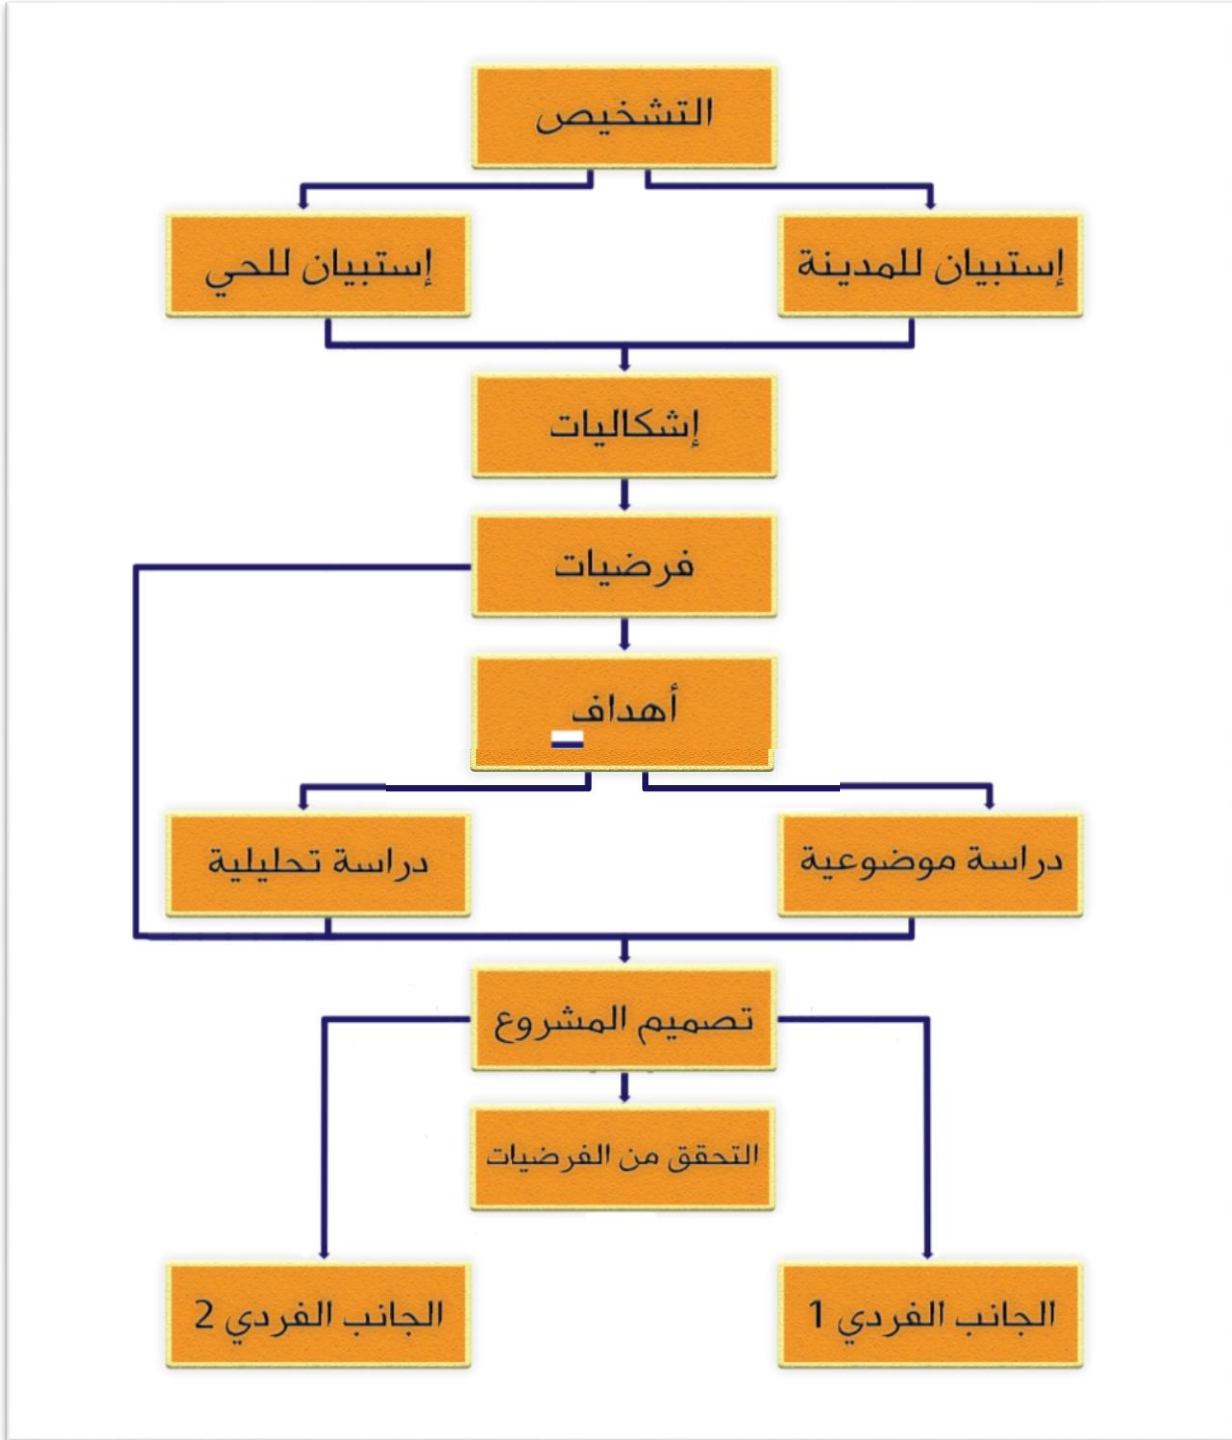 التشخيص
إستبيان للمدينة
إستبيان للحي
إشكاليات
فرضيات
أهداف
دراسة موضوعية
دراسة تحليلية
تصميم المشروع
التحقق من الفرضيات
الجانب الفردي 1
الجانب الفردي 2